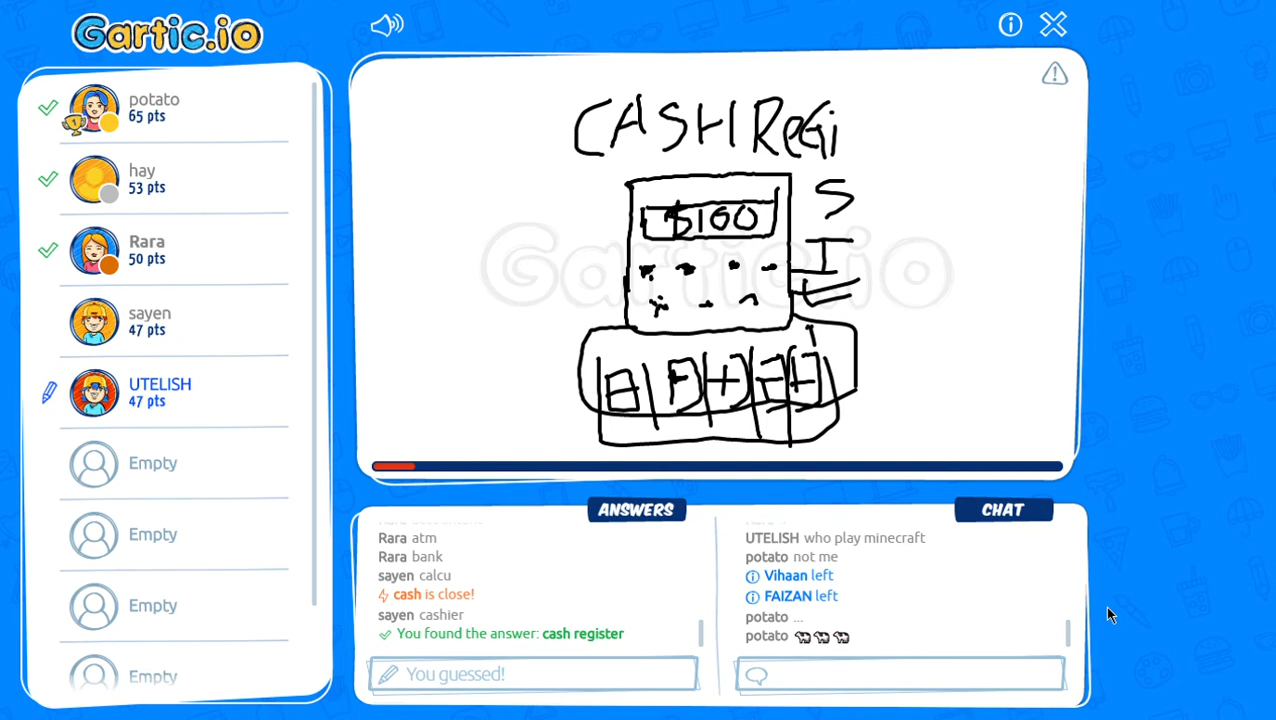 Gartic.io
potato
65 pts
hay
53 pts
Rara
50 pts
sayen
47 pts
UTELISH
47 pts
Empty
Empty
Empty
Empty
CASH ReGi
S
T
$100
Gartic.io
ANSWERS
Rara atm
Rara bank
sayen calcu
cash is close!
sayen cashier
You found the answer: cash register
You guessed!
CHAT
UTELISH who play minecraft
potato not me
Vihaan left
FAIZAN left
potato ...
potato 🐃🐃🐃